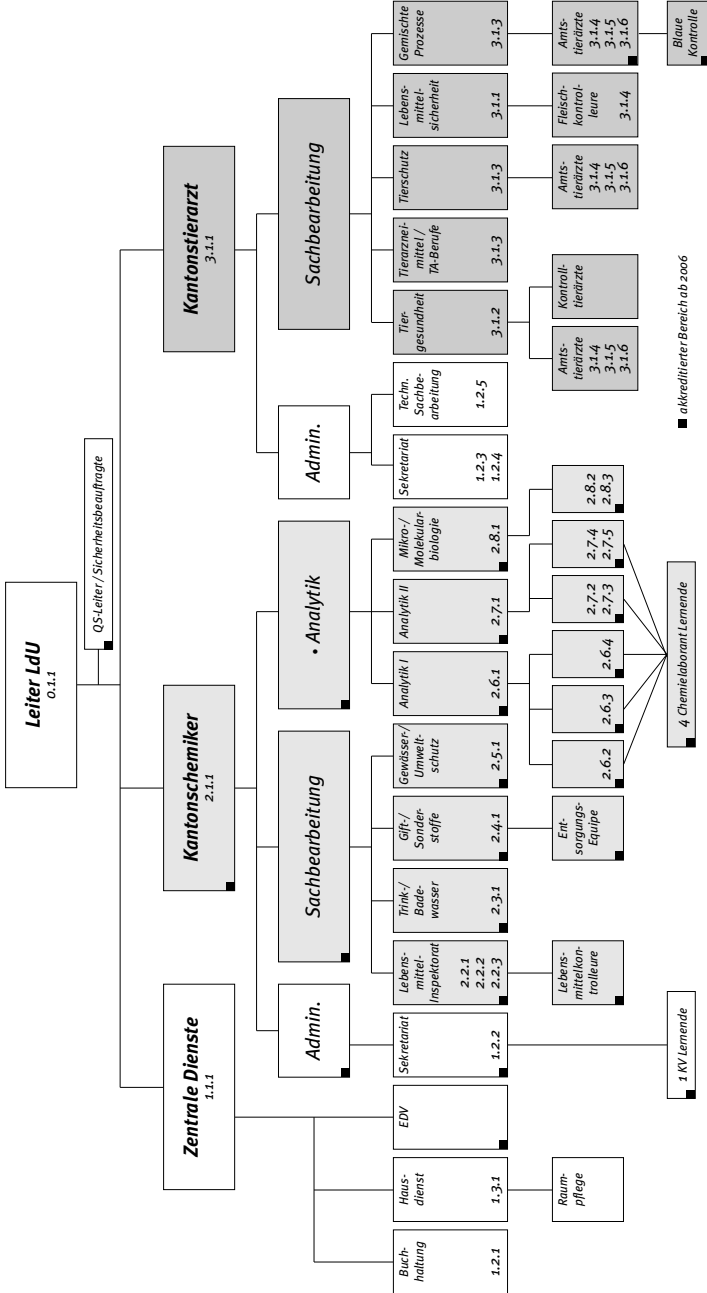 Leiter LdU
0.1.1
QS-Leiter / Sicherheitsbeauftragte
Zentrale Dienste
1.1.1
Kantonschemiker
2.1.1
Kantonstierarzt
3.1.1
Admin.
Sachbearbeitung
• Analytik
Admin.
Sachbearbeitung
Buch-
haltung
1.2.1
Haus-
dienst
1.3.1
EDV
Sekretariat
1.2.2
Lebens-
mittel-
Inspektorat
2.2.1
2.2.2
2.2.3
Trink-/
Bade-
wasser
2.3.1
Gift-/
Sonder-
stoffe
2.4.1
Gewässer-/
Umwelt-
schutz
2.5.1
Analytik I
2.6.1
Analytik II
2.7.1
Mikro-/
Molekular-
biologie
2.8.1
Sekretariat
1.2.3
1.2.4
Techn.
Sachbe-
arbeitung
1.2.5
Tier-
gesundheit
3.1.2
Tierarznei-
mittel /
TA-Berufe
3.1.3
Tierschutz
3.1.3
Lebens-
mittel-
sicherheit
3.1.1
Gemischte
Prozesse
3.1.3
Raum-
pflege
Lebens-
mittelkon-
trolleure
Ent-
sorgungs-
Equipe
2.6.2
2.6.3
2.6.4
2.7.2
2.7.3
2.7.4
2.7.5
2.8.2
2.8.3
Amts-
tierärzte
3.1.4
3.1.5
3.1.6
Kontroll-
tierärzte
Amts-
tierärzte
3.1.4
3.1.5
3.1.6
Fleisch-
kontrol-
leure
3.1.4
Amts-
tierärzte
3.1.4
3.1.5
3.1.6
1 KV Lernende
4 Chemielaborant Lernende
Blaue
Kontrolle
akkreditierter Bereich ab 2006